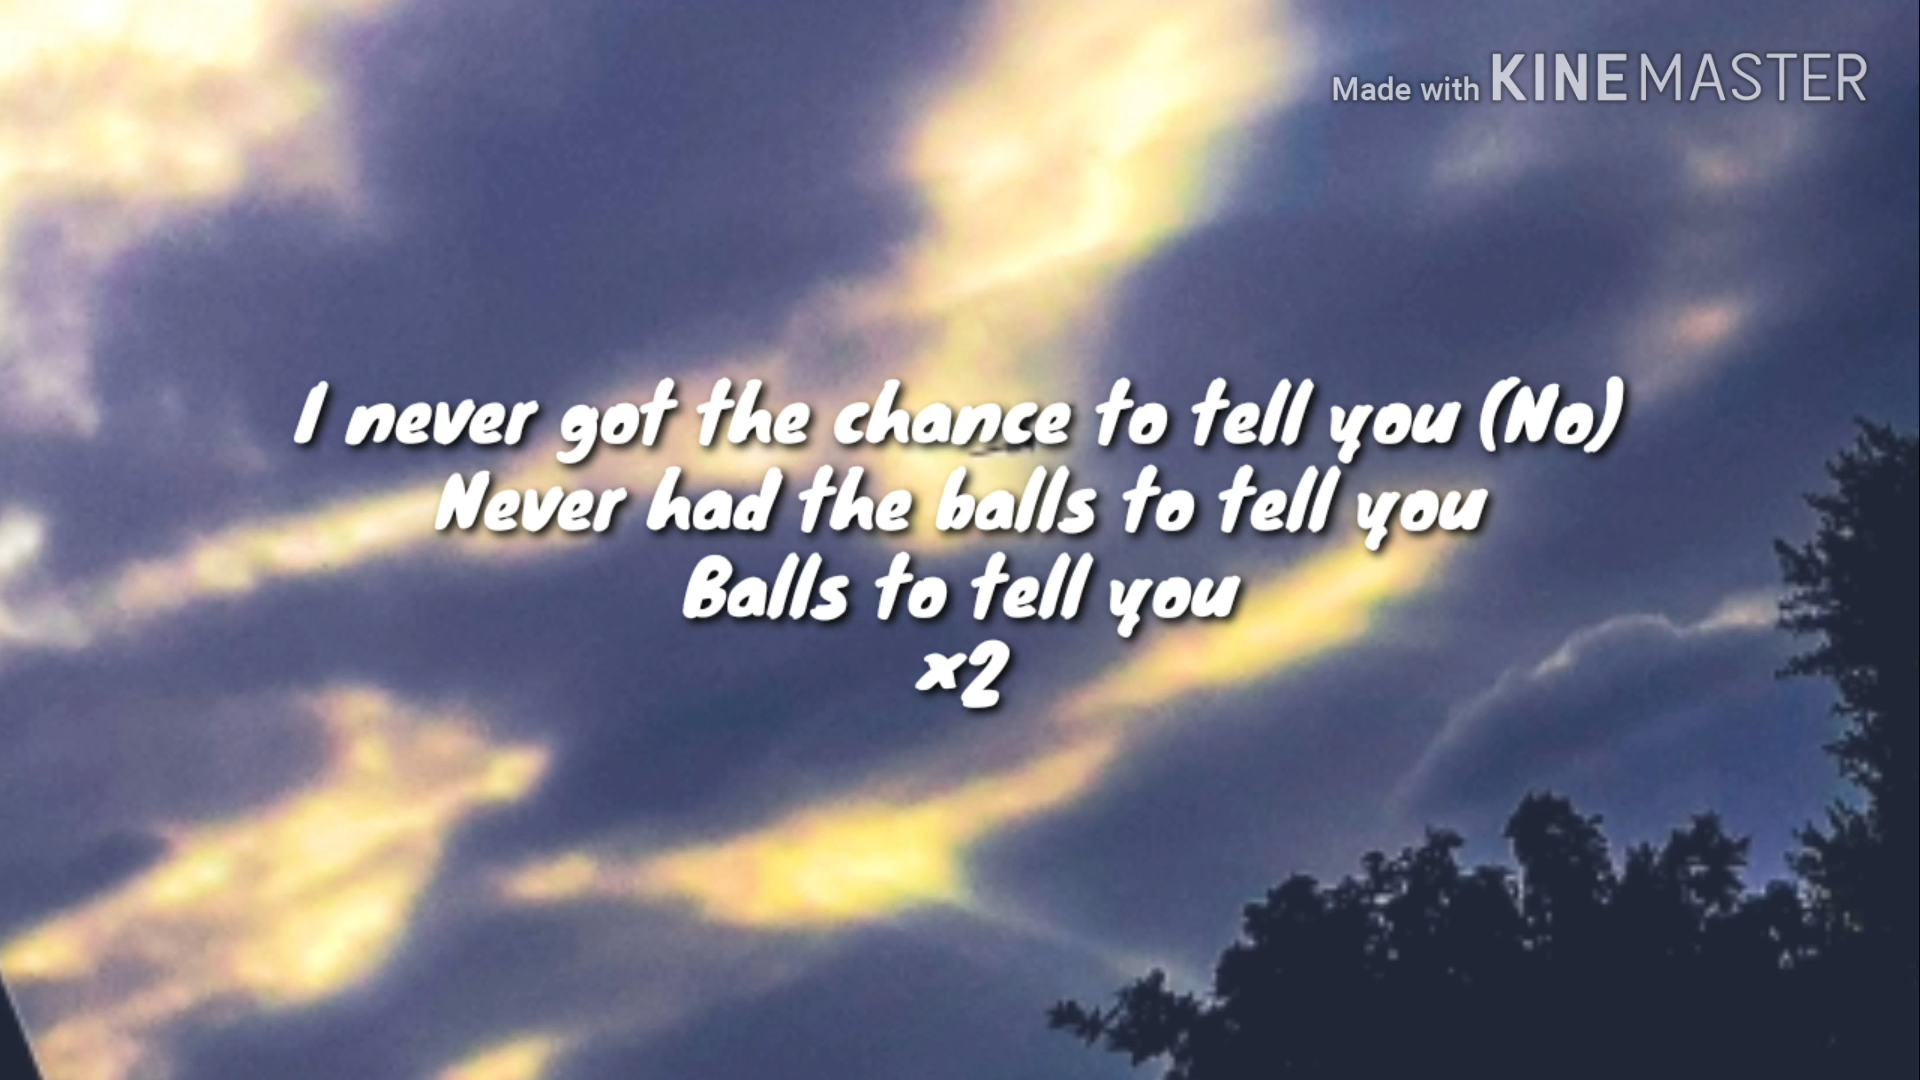 Made with KINEMASTER
I never got the chance to tell you (No)
Never had the balls to tell you
Balls to tell you
×2